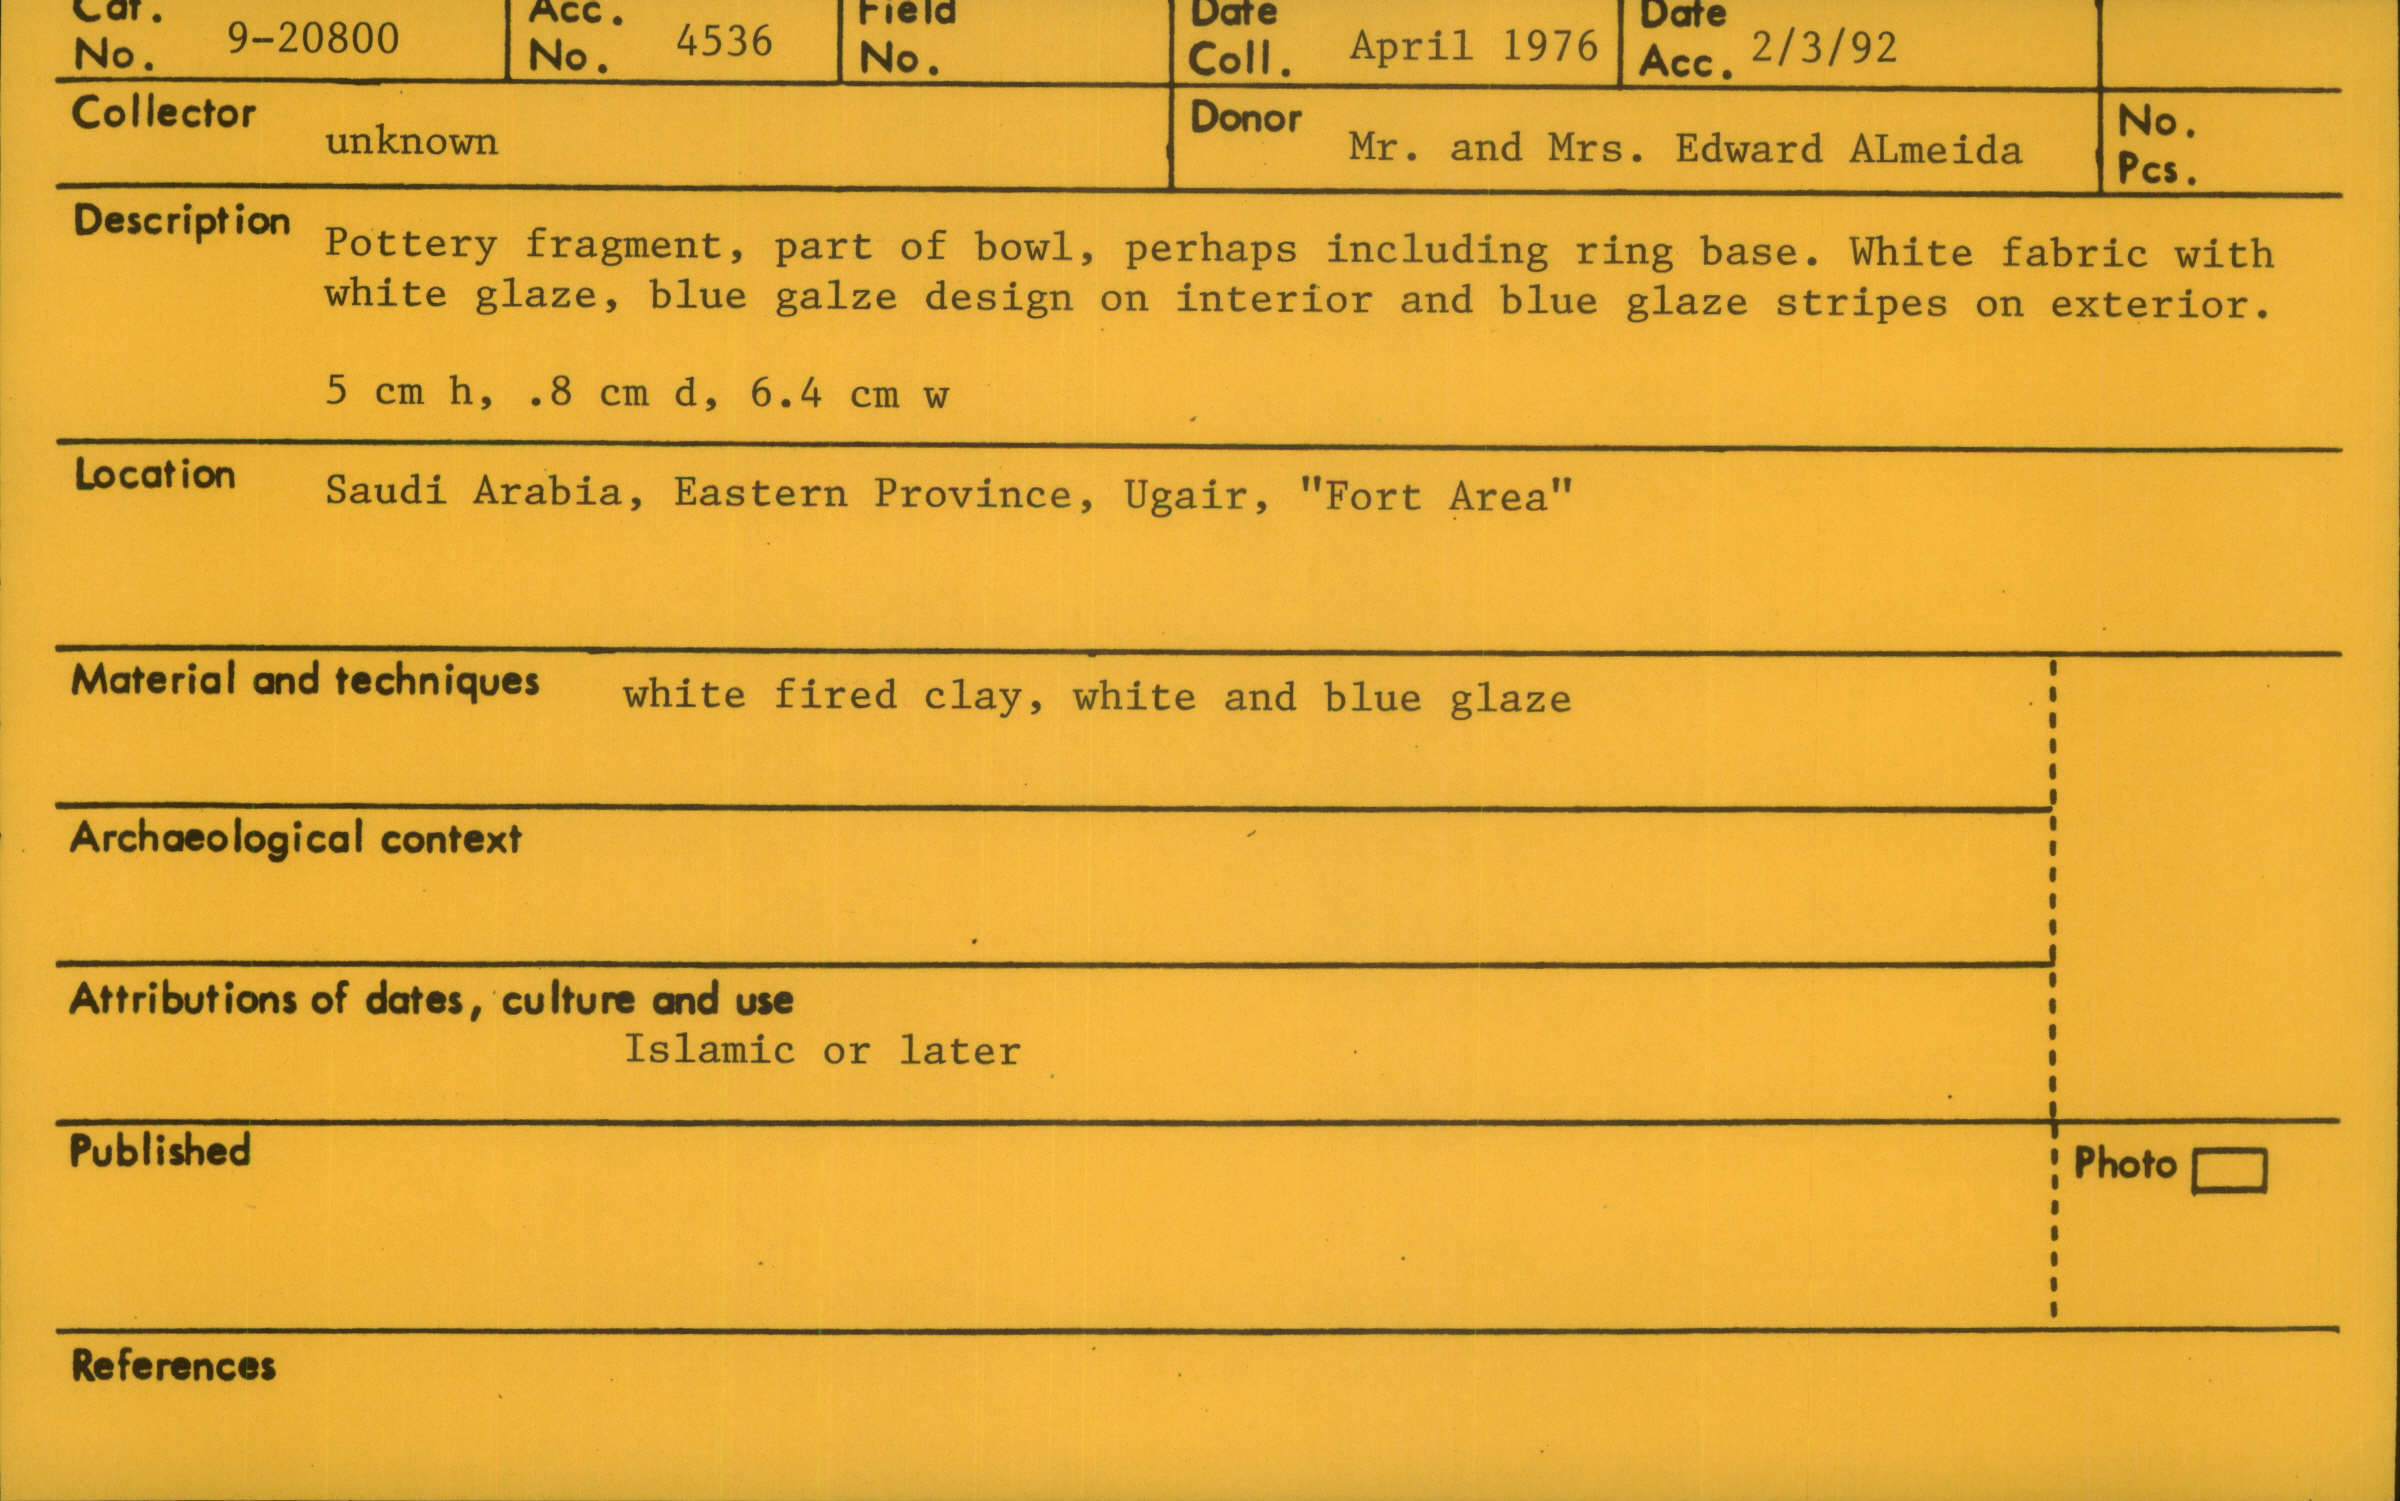 Cat. No. 9-20800 Acc. No. 4536 Field No. Date Coll. April 1976 Date Acc. 2/3/92
Collector unknown Donor Mr. and Mrs. Edward ALmeida No. Pcs.
Description Pottery fragment, part of bowl, perhaps including ring base. White fabric with
white glaze, blue galze design on interior and blue glaze stripes on exterior.
5 cm h, .8 cm d, 6.4 cm w
Location Saudi Arabia, Eastern Province, Ugair, "Fort Area"
Material and techniques white fired clay, white and blue glaze
Archaeological context
Attributions of dates, culture and use
Islamic or later
Published
Photo
References